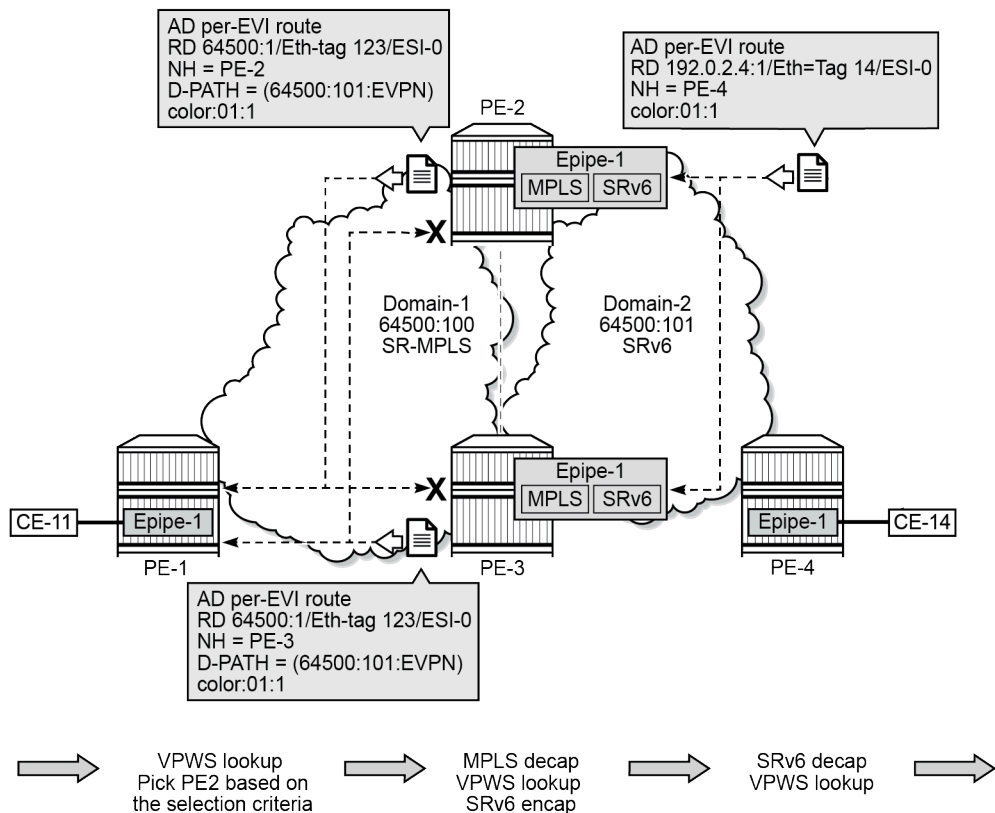 AD per-EVI route
RD 64500:1/Eth-tag 123/ESI-0
NH = PE-2
D-PATH = (64500:101:EVPN)
color:01:1
AD per-EVI route
RD 192.0.2.4:1/Eth=Tag 14/ESI-0
NH = PE-4
color:01:1
PE-2
Epipe-1
MPLS SRv6
X
Domain-1
64500:100
SR-MPLS
Domain-2
64500:101
SRv6
CE-11
Epipe-1
PE-1
X
Epipe-1
MPLS SRv6
PE-3
Epipe-1
CE-14
PE-4
AD per-EVI route
RD 64500:1/Eth-tag 123/ESI-0
NH = PE-3
D-PATH = (64500:101:EVPN)
color:01:1
VPWS lookup
Pick PE2 based on
the selection criteria
MPLS decap
VPWS lookup
SRv6 encap
SRv6 decap
VPWS lookup